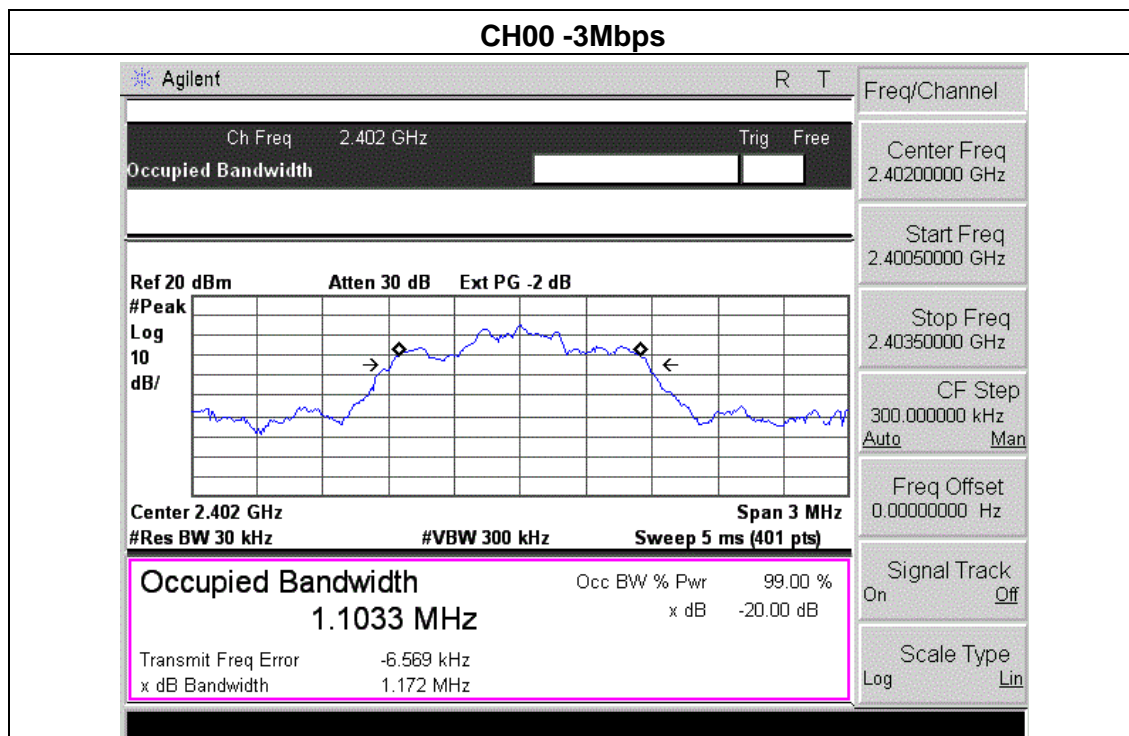 CH00 -3Mbps
Agilent R T
Ch Freq 2.402 GHz Trig Free
Occupied Bandwidth
Ref 20 dBm Atten 30 dB Ext PG -2 dB
#Peak
Log
10
dB/
Center 2.402 GHz Span 3 MHz
#Res BW 30 kHz #VBW 300 kHz Sweep 5 ms (401 pts)
Occupied Bandwidth Occ BW % Pwr 99.00 %
1.1033 MHz x dB -20.00 dB
Transmit Freq Error -6.569 kHz
x dB Bandwidth 1.172 MHz
Freq/Channel
Center Freq
2.40200000 GHz
Start Freq
2.40050000 GHz
Stop Freq
2.40350000 GHz
CF Step
300.000000 kHz
Auto Man
Freq Offset
0.00000000 Hz
Signal Track
On Off
Scale Type
Log Lin